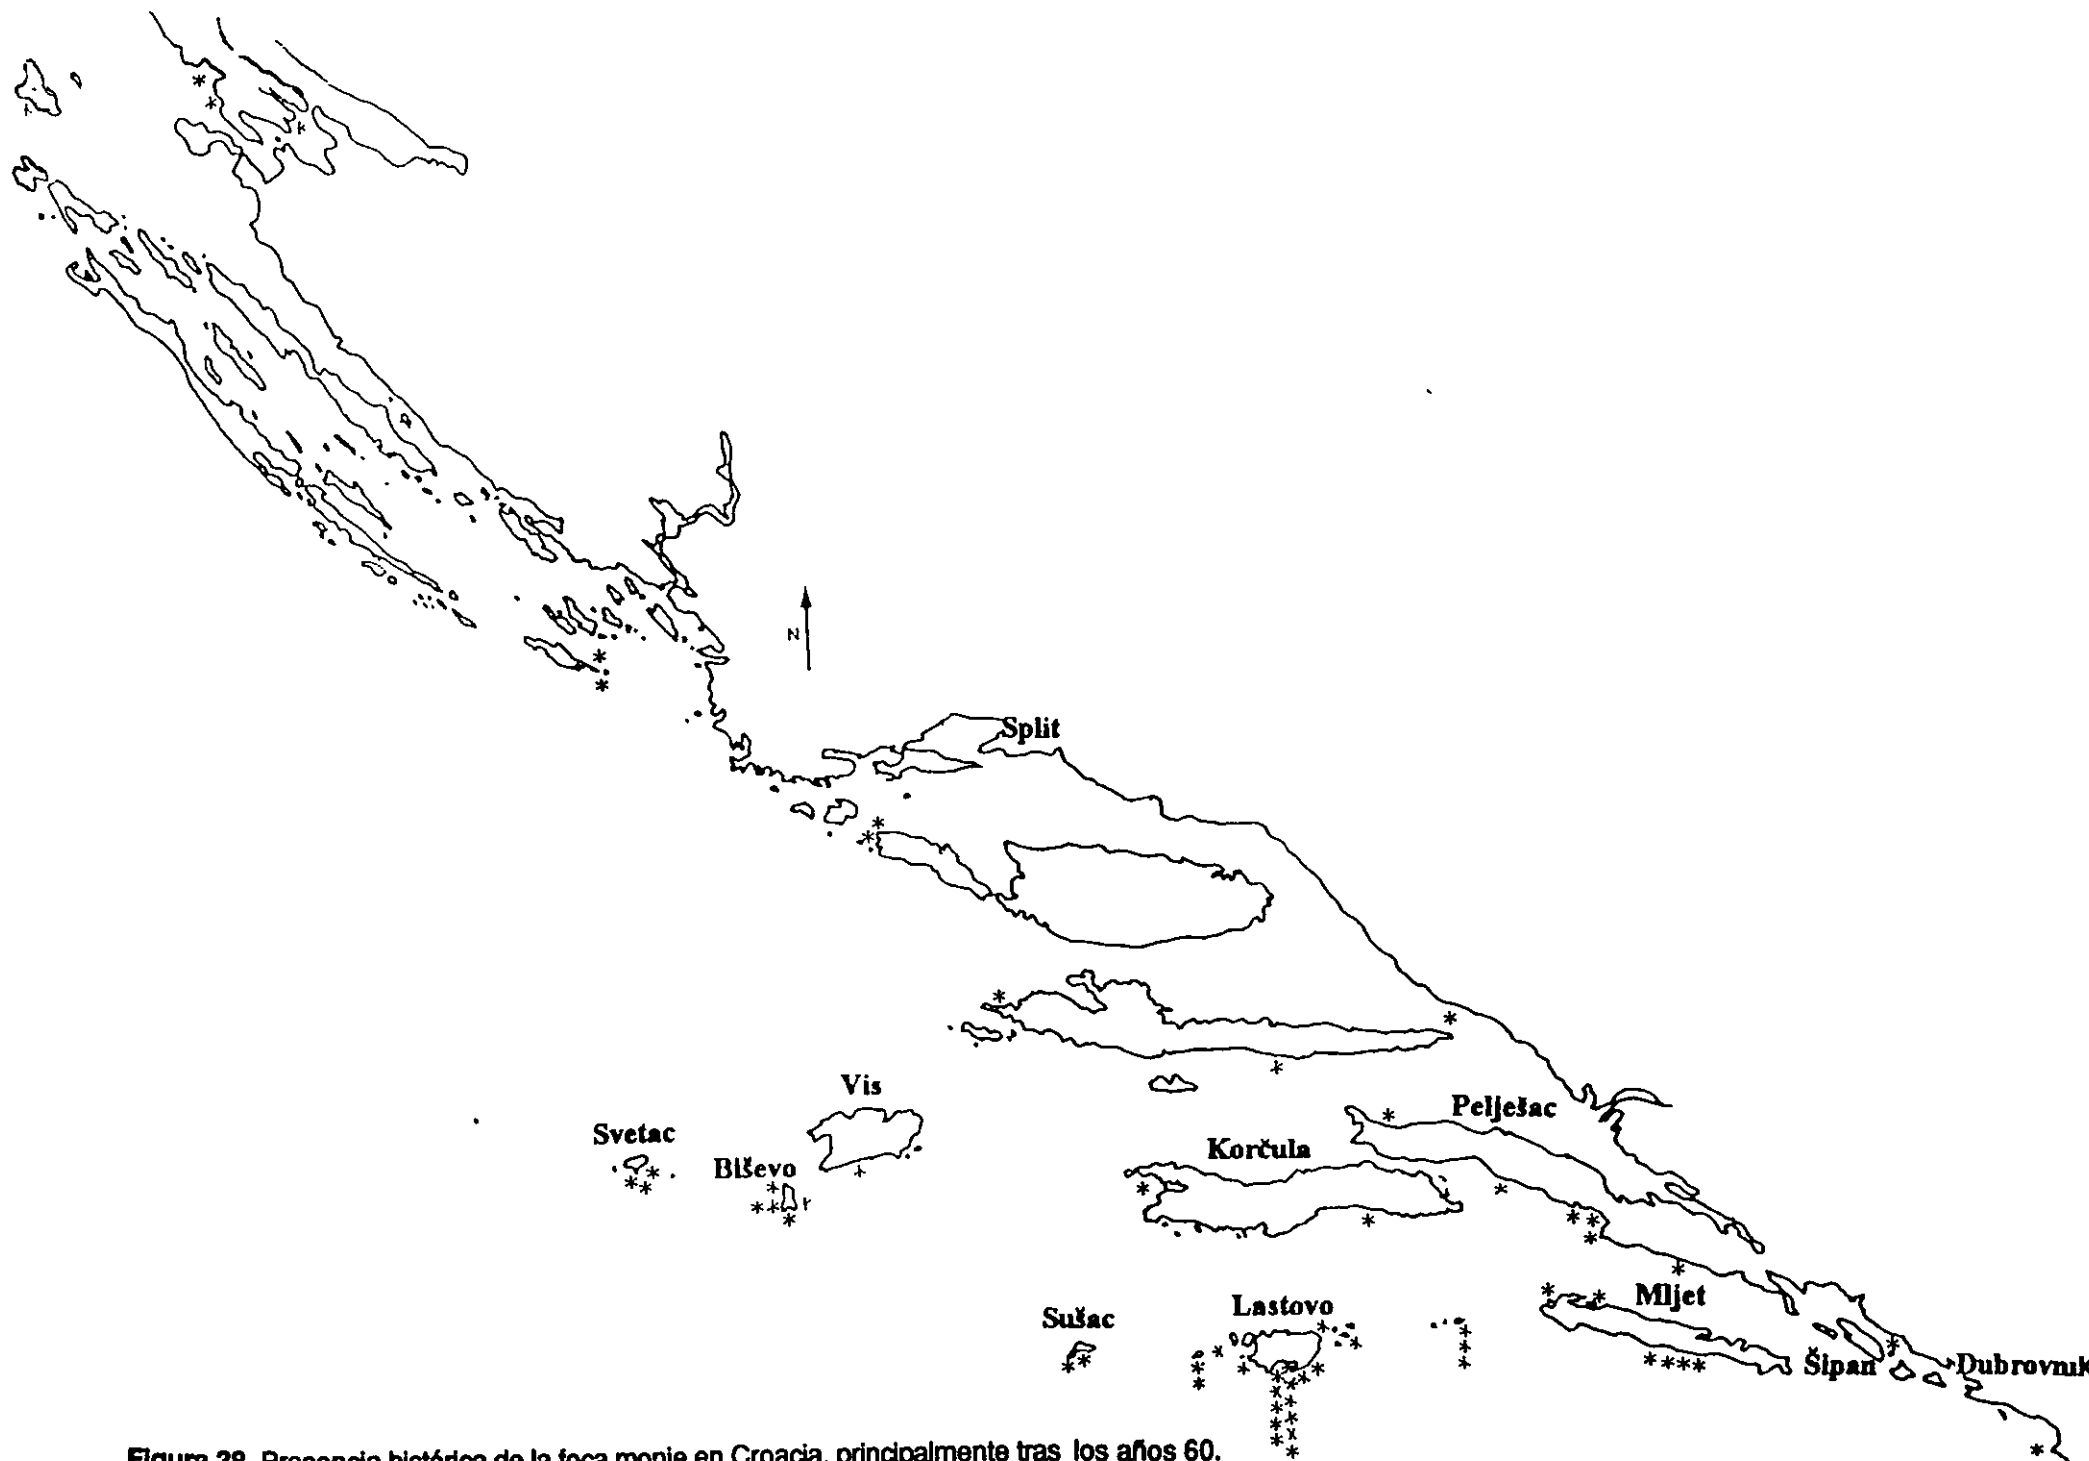 N
Split
Vis
Svetac
Biševo
Pelješac
Korčula
Mljet
Lastovo
Sušac
Šipan
Dubrovnik
Figura 28. Presencia histórica de la foca monje en Croacia, principalmente tras los años 60.